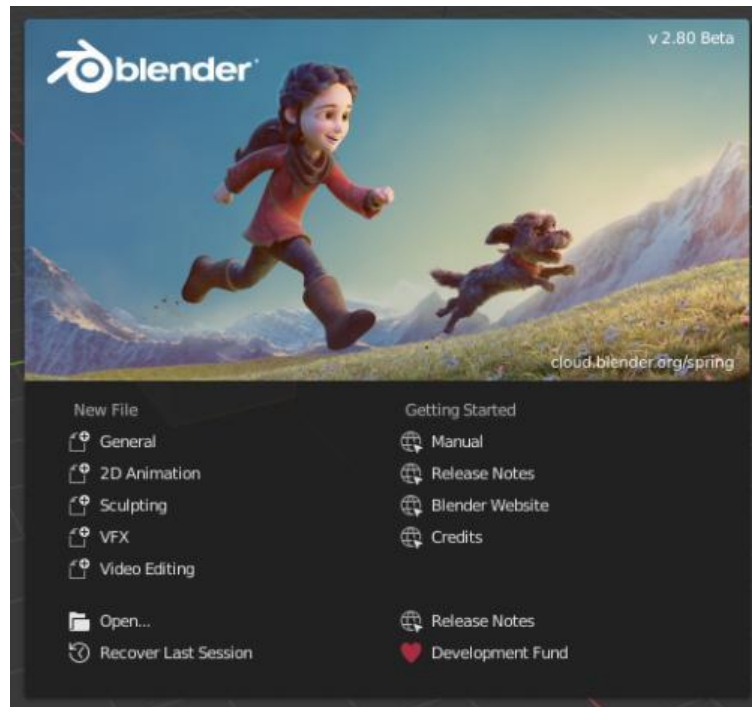 blender
v 2.80 Beta
cloud.blender.org/spring
New File
General
2D Animation
Sculpting
VFX
Video Editing
Open...
Recover Last Session
Getting Started
Manual
Release Notes
Blender Website
Credits
Release Notes
Development Fund